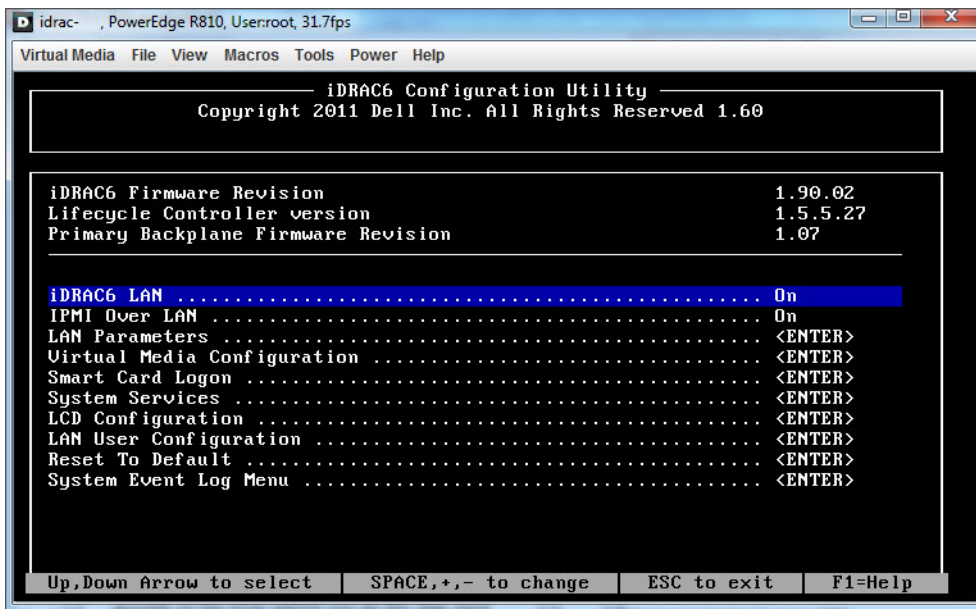 idrac- , PowerEdge R810, User:root, 31.7fps
Virtual Media File View Macros Tools Power Help
iDRAC6 Configuration Utility
Copyright 2011 Dell Inc. All Rights Reserved 1.60
iDRAC6 Firmware Revision 1.90.02
Lifecycle Controller version 1.5.5.27
Primary Backplane Firmware Revision 1.07
iDRAC6 LAN ................................................... On
IPMI Over LAN ................................................ On
LAN Parameters ............................................... <ENTER>
Virtual Media Configuration .................................. <ENTER>
Smart Card Logon ............................................. <ENTER>
System Services .............................................. <ENTER>
LCD Configuration ............................................ <ENTER>
LAN User Configuration ....................................... <ENTER>
Reset To Default ............................................. <ENTER>
System Event Log Menu ........................................ <ENTER>
Up,Down Arrow to select SPACE,+,- to change ESC to exit F1=Help